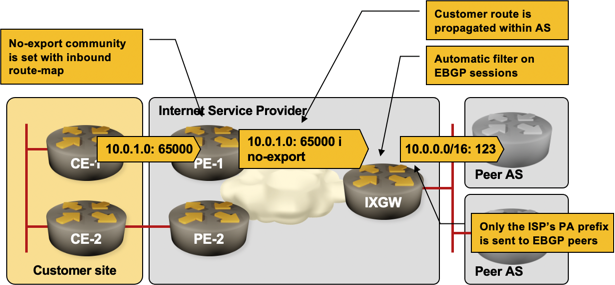 No-export community
is set with inbound
route-map
Customer route is
propagated within AS
Automatic filter on
EBGP sessions
Internet Service Provider
CE-1
10.0.1.0: 65000
PE-1
10.0.1.0: 65000 i
no-export
10.0.0.0/16: 123
Peer AS
IXGW
CE-2
PE-2
Only the ISP's PA prefix
is sent to EBGP peers
Customer site
Peer AS